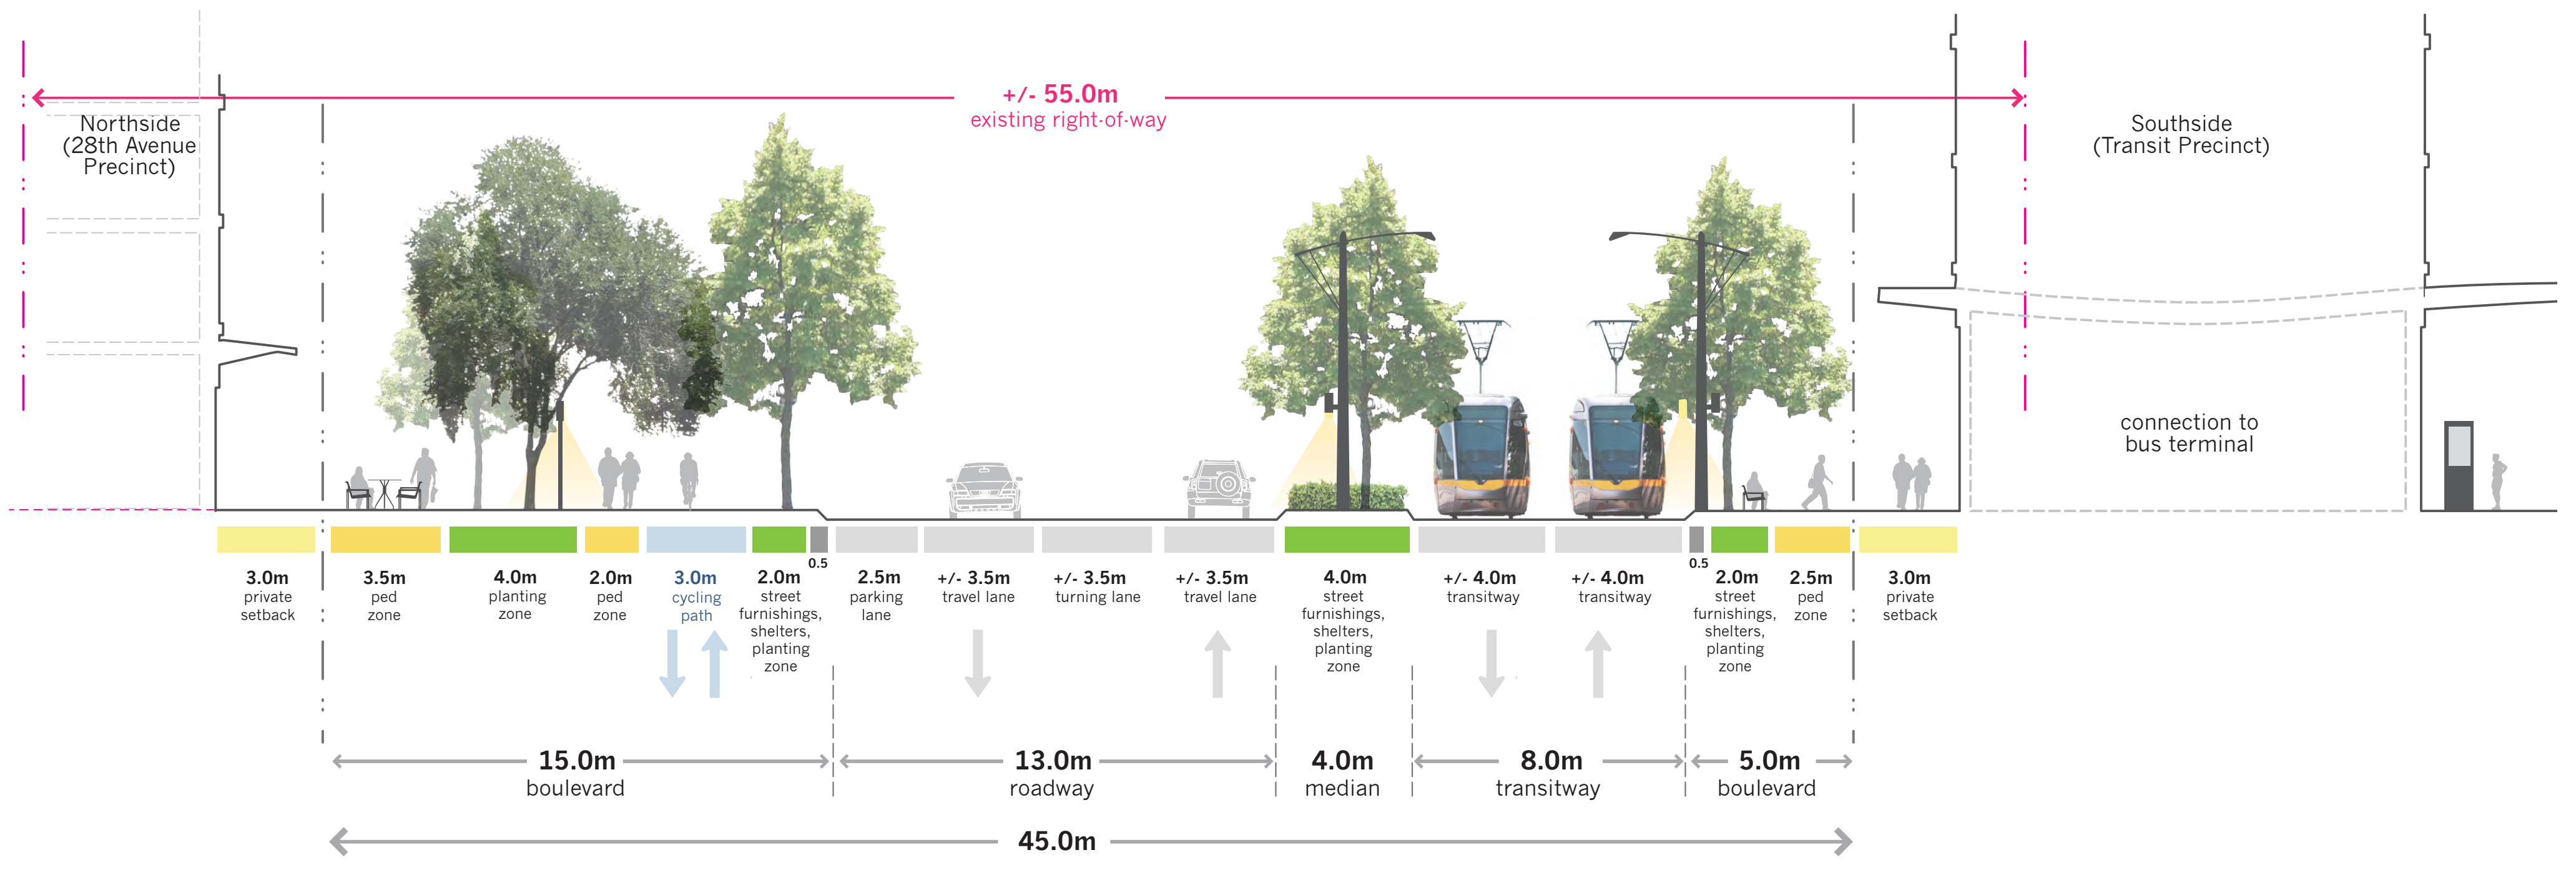 +/- 55.0m
existing right-of-way
Northside
(28th Avenue
Precinct)
Southside
(Transit Precinct)
connection to
bus terminal
3.0m
private
setback
3.5m
ped
zone
4.0m
planting
zone
2.0m
ped
zone
3.0m
cycling
path
2.0m
street
furnishings,
shelters,
planting
zone
0.5
2.5m
parking
lane
+/- 3.5m
travel lane
+/- 3.5m
turning lane
+/- 3.5m
travel lane
4.0m
street
furnishings,
shelters,
planting
zone
+/- 4.0m
transitway
+/- 4.0m
transitway
0.5
2.0m
street
furnishings,
shelters,
planting
zone
2.5m
ped
zone
3.0m
private
setback
15.0m
boulevard
13.0m
roadway
4.0m
median
8.0m
transitway
5.0m
boulevard
45.0m